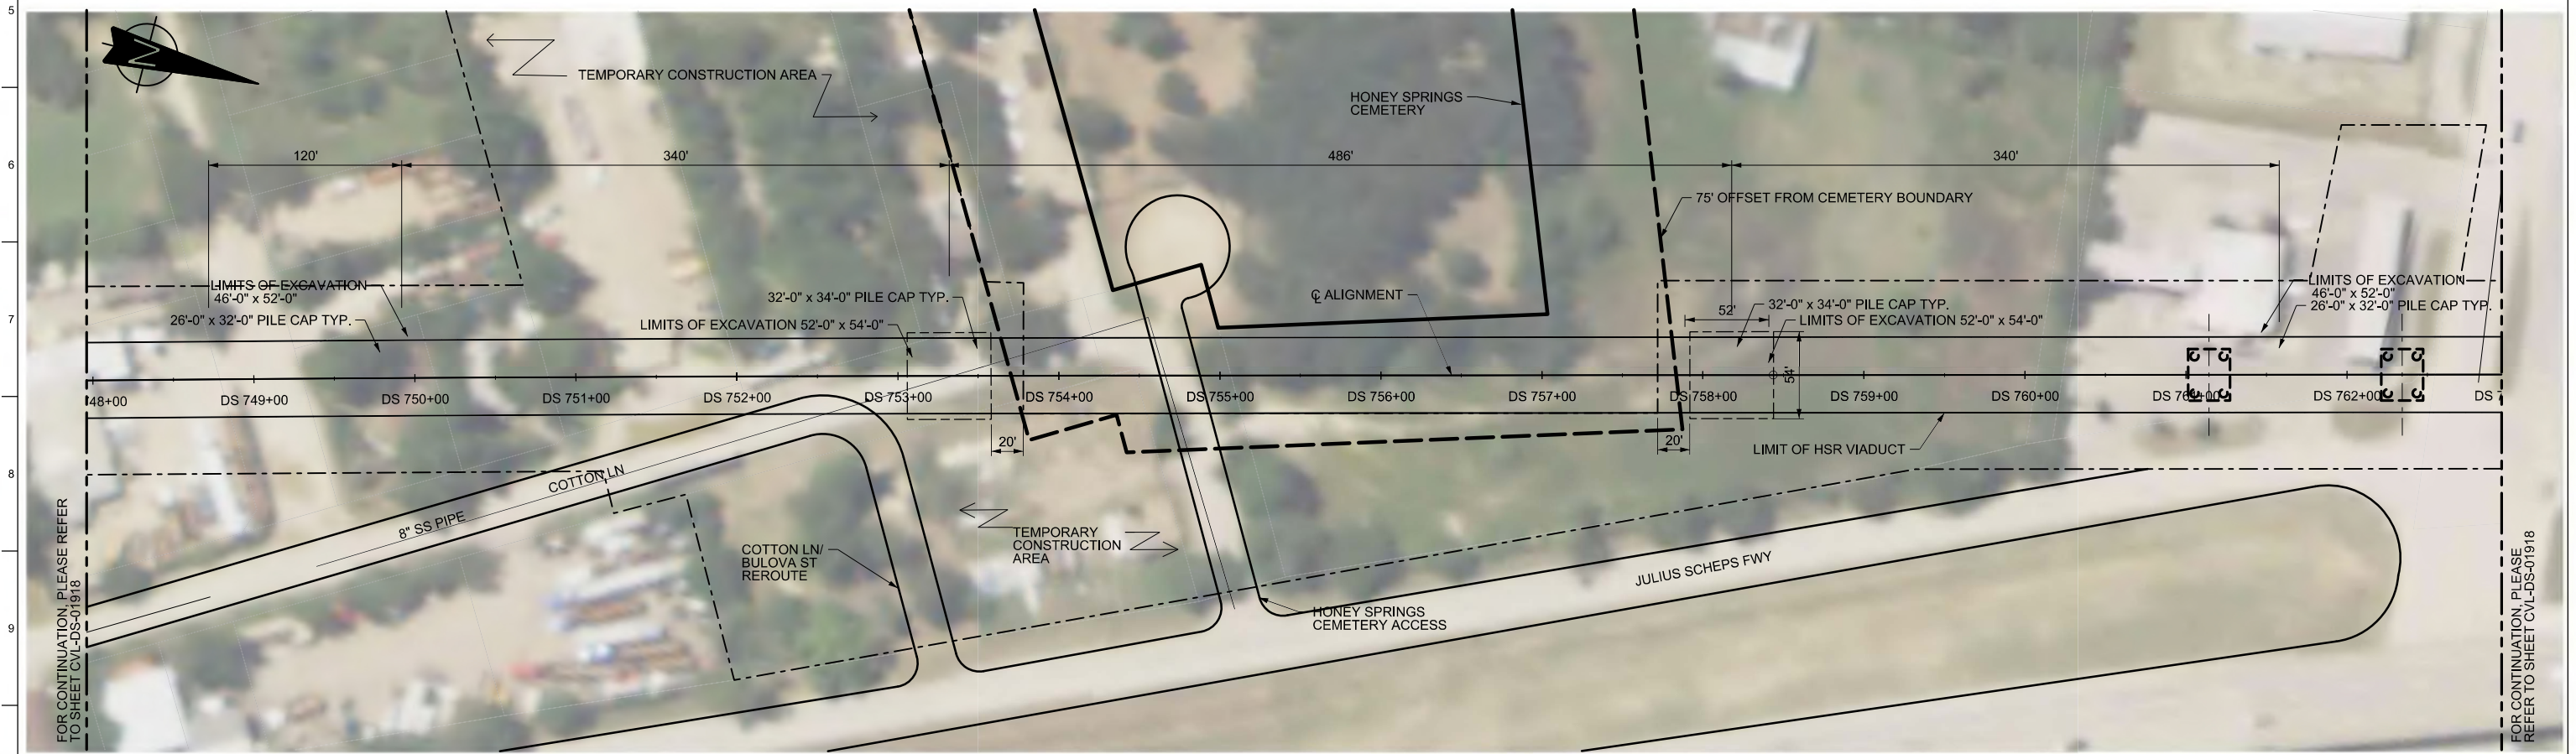 5
6
7
8
9
N
TEMPORARY CONSTRUCTION AREA
HONEY SPRINGS
CEMETERY
120'
340'
486'
340'
75' OFFSET FROM CEMETERY BOUNDARY
LIMITS OF EXCAVATION
46'-0" x 52'-0"
26'-0" x 32'-0" PILE CAP TYP.
32'-0" x 34'-0" PILE CAP TYP.
LIMITS OF EXCAVATION 52'-0" x 54'-0"
℄ ALIGNMENT
52'
32'-0" x 34'-0" PILE CAP TYP.
LIMITS OF EXCAVATION 52'-0" x 54'-0"
54'
LIMITS OF EXCAVATION
46'-0" x 52'-0"
26'-0" x 32'-0" PILE CAP TYP.
48+00
DS 749+00
DS 750+00
DS 751+00
DS 752+00
DS 753+00
DS 754+00
DS 755+00
DS 756+00
DS 757+00
DS 758+00
DS 759+00
DS 760+00
DS 761+00
DS 762+00
DS 7
20'
20'
LIMIT OF HSR VIADUCT
COTTON LN
8" SS PIPE
COTTON LN/
BULOVA ST
REROUTE
TEMPORARY
CONSTRUCTION
AREA
JULIUS SCHEPS FWY
HONEY SPRINGS
CEMETERY ACCESS
FOR CONTINUATION, PLEASE REFER
TO SHEET CVL-DS-01918
FOR CONTINUATION, PLEASE
REFER TO SHEET CVL-DS-01918